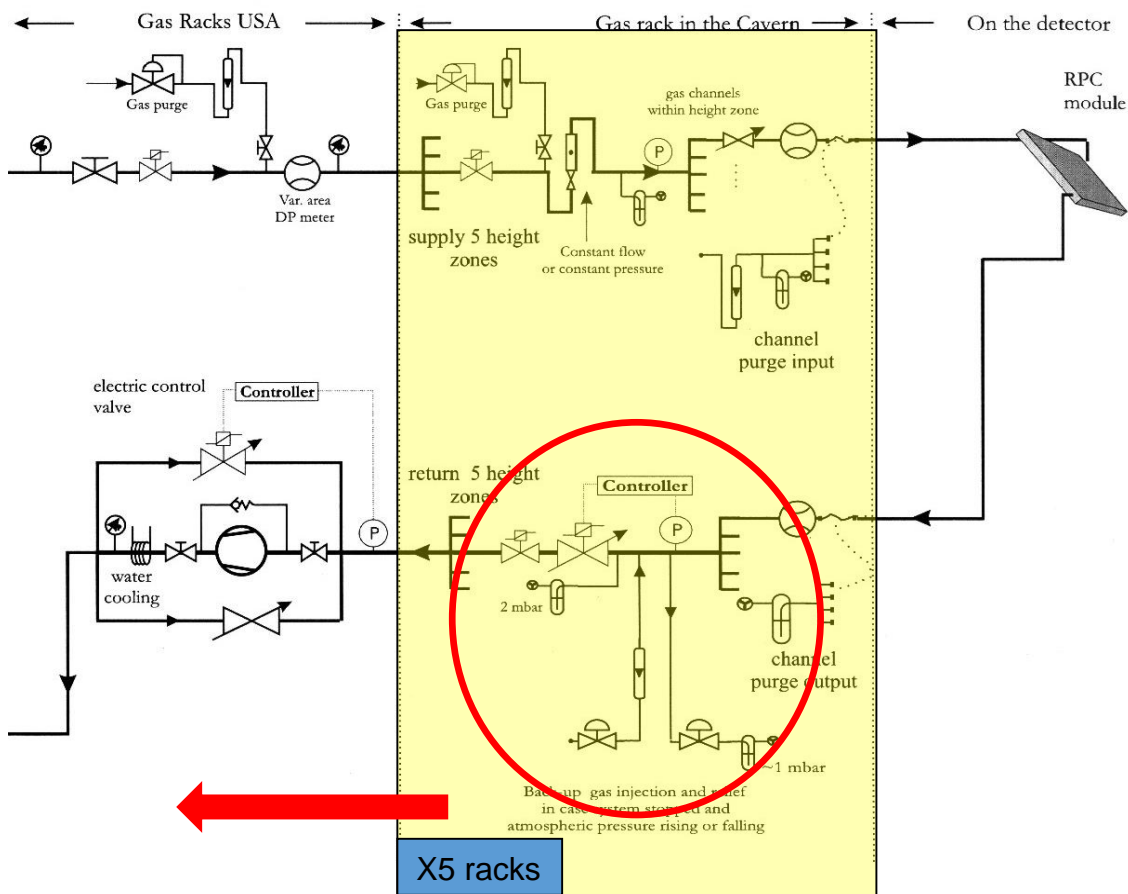 Gas Racks USA
Gas rack in the Cavern
On the detector
Gas purge
Gas purge
gas channels
within height zone
RPC
module
P
Var. area
DP meter
supply 5 height
zones
Constant flow
or constant pressure
channel
purge input
electric control
valve
Controller
return 5 height
zones
Controller
P
P
water
cooling
2 mbar
channel
purge output
~1 mbar
Back-up gas injection and relief
in case system stopped and
atmospheric pressure rising or falling
X5 racks